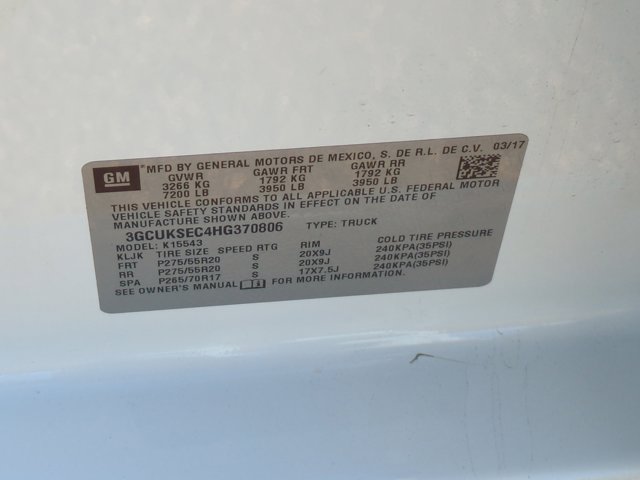 GM MFD BY GENERAL MOTORS DE MEXICO, S. DE R.L. DE C.V. 03/17
GVWR GAWR FRT GAWR RR
3266 KG 1792 KG 1792 KG
7200 LB 3950 LB 3950 LB
THIS VEHICLE CONFORMS TO ALL APPLICABLE U.S. FEDERAL MOTOR
VEHICLE SAFETY STANDARDS IN EFFECT ON THE DATE OF
MANUFACTURE SHOWN ABOVE.
3GCUKSEC4HG370806 TYPE: TRUCK
MODEL: K15543
KLJK TIRE SIZE SPEED RTG RIM COLD TIRE PRESSURE
FRT P275/55R20 S 20X9J 240KPA(35PSI)
RR P275/55R20 S 20X9J 240KPA(35PSI)
SPA P265/70R17 S 17X7.5J 240KPA(35PSI)
SEE OWNER'S MANUAL FOR MORE INFORMATION.